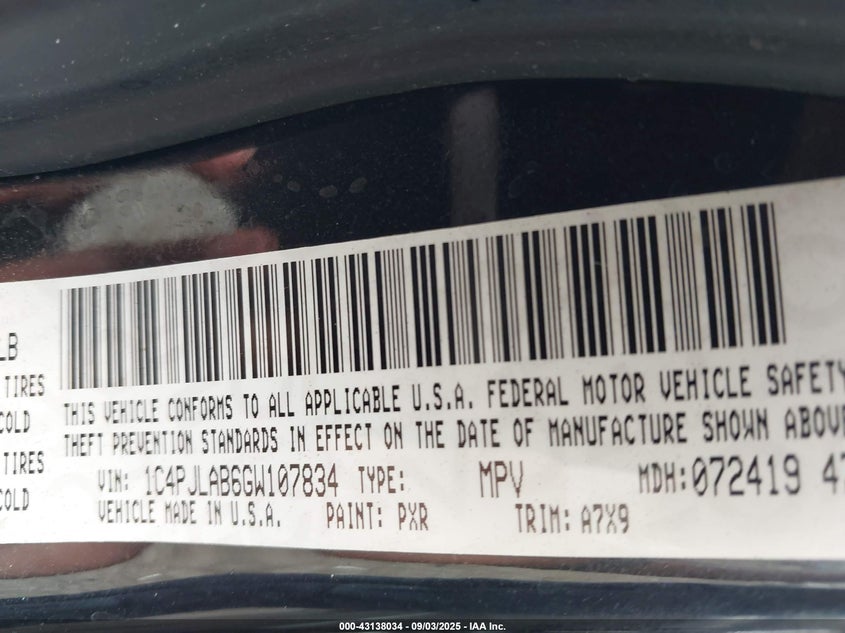 LB
TIRES
COLD
TIRES
COLD
THIS VEHICLE CONFORMS TO ALL APPLICABLE U.S.A. FEDERAL MOTOR VEHICLE SAFETY
THEFT PREVENTION STANDARDS IN EFFECT ON THE DATE OF MANUFACTURE SHOWN ABOVE
VIN: 1C4PJLAB6GW107834 TYPE: MPV MDH:072419 47
VEHICLE MADE IN U.S.A. PAINT: PXR TRIM: A7X9
000-43138034 - 09/03/2025 - IAA Inc.